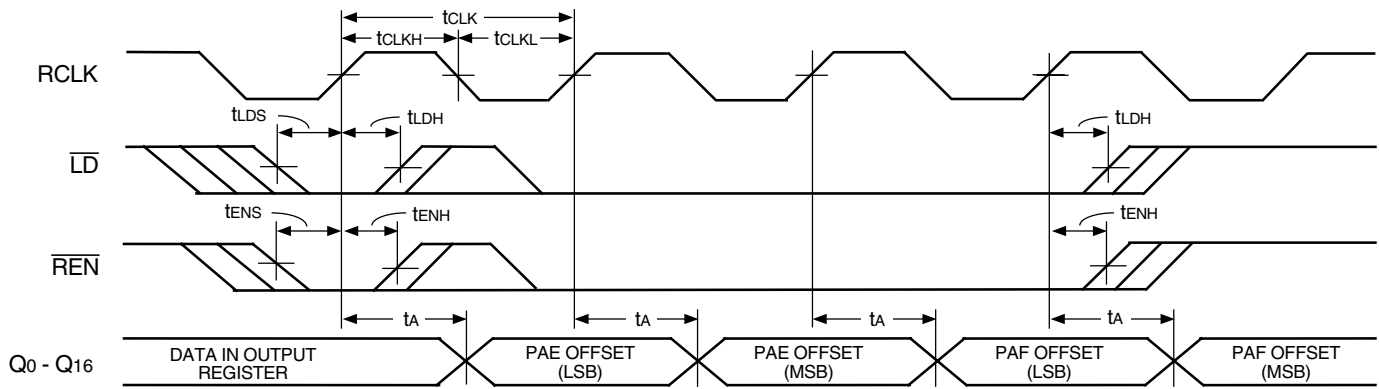 tCLK
tCLKH tCLKL
RCLK
tLDS tLDH tLDH
LD
tENS tENH tENH
REN
tA tA tA tA
Q0 - Q16 DATA IN OUTPUT REGISTER PAE OFFSET (LSB) PAE OFFSET (MSB) PAF OFFSET (LSB) PAF OFFSET (MSB)